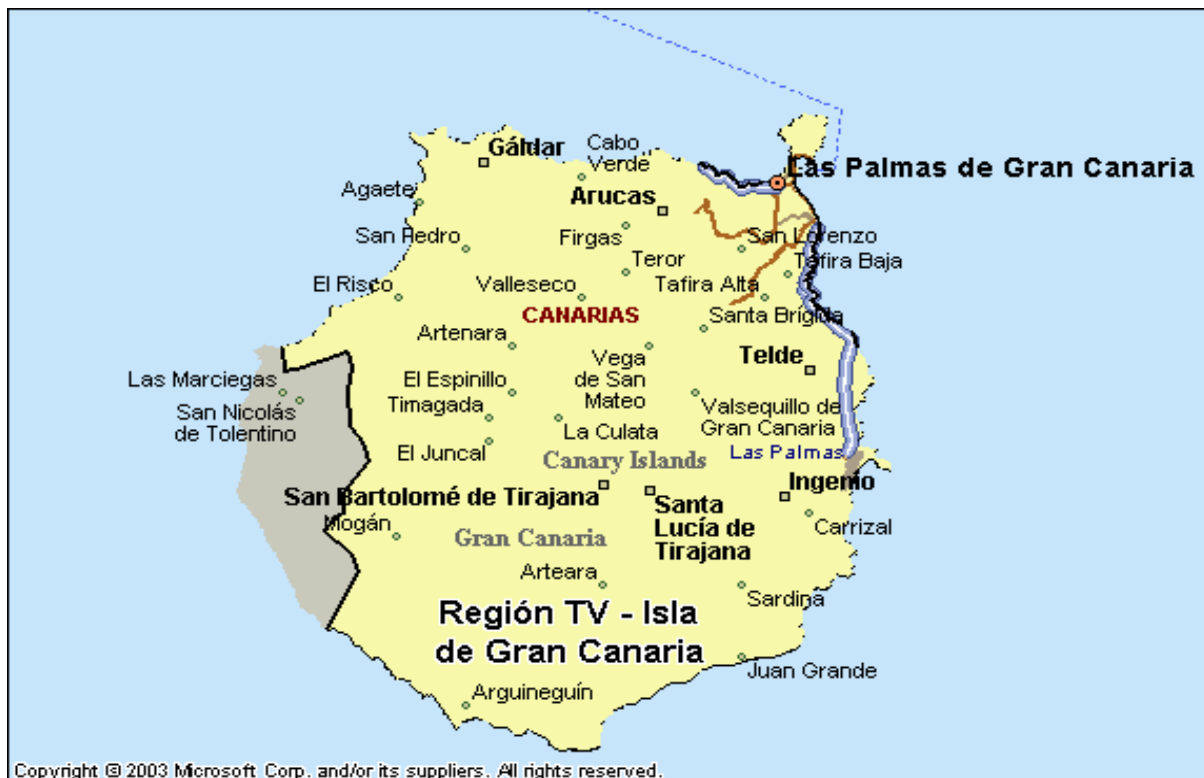 Gáldar
Cabo
Verde
Las Palmas de Gran Canaria
Agaete
Arucas
San Pedro
Firgas
San Lorenzo
Teror
Tafira Baja
El Risco
Valleseco
Tafira Alta
CANARIAS
Santa Brígida
Artenara
Vega
de San
Mateo
Telde
Las Marciegas
El Espinillo
San Nicolás
de Tolentino
Timagada
Valsequillo de
Gran Canaria
La Culata
El Juncal
Canary Islands
Las Palmas
San Bartolomé de Tirajana
Santa
Lucía de
Tirajana
Ingenio
Mogán
Gran Canaria
Carrizal
Arteara
Sardina
Región TV - Isla
de Gran Canaria
Juan Grande
Arguineguín
Copyright © 2003 Microsoft Corp. and/or its suppliers. All rights reserved.